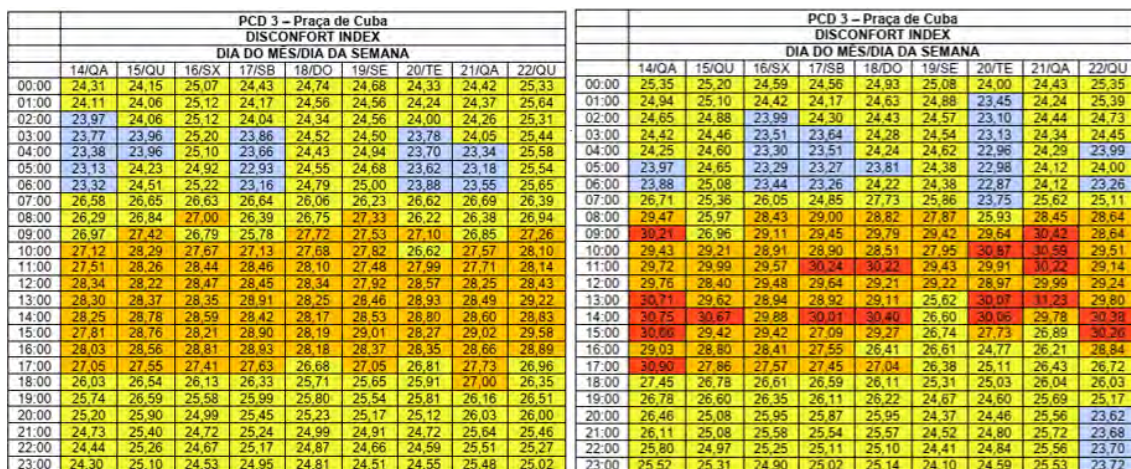 PCD 3 – Praça de Cuba
DISCONFORT INDEX
DIA DO MÊS/DIA DA SEMANA
14/QA 15/QU 16/SX 17/SB 18/DO 19/SE 20/TE 21/QA 22/QU
00:00 24,31 24,15 25,07 24,43 24,74 24,68 24,33 24,42 25,33
01:00 24,11 24,06 25,12 24,17 24,56 24,56 24,24 24,37 25,64
02:00 23,97 24,06 25,12 24,04 24,34 24,56 24,00 24,26 25,31
03:00 23,77 23,96 25,20 23,86 24,52 24,50 23,78 24,05 25,44
04:00 23,38 23,96 25,10 23,66 24,43 24,94 23,70 23,34 25,58
05:00 23,13 24,23 24,92 22,93 24,55 24,68 23,62 23,18 25,54
06:00 23,32 24,51 25,22 23,16 24,79 25,00 23,88 23,55 25,65
07:00 26,58 26,65 26,63 26,64 26,06 26,23 26,62 26,69 26,39
08:00 26,29 26,84 27,00 26,39 26,75 27,33 26,22 26,38 26,94
09:00 26,97 27,42 26,79 25,78 27,72 27,53 27,10 26,85 27,26
10:00 27,12 28,29 27,67 27,13 27,68 27,82 26,62 27,57 28,10
11:00 27,51 28,26 28,44 28,46 28,10 27,48 27,99 27,71 28,14
12:00 28,34 28,22 28,47 28,45 28,34 27,92 28,57 28,25 28,43
13:00 28,30 28,37 28,35 28,91 28,25 28,46 28,93 28,49 29,22
14:00 28,25 28,78 28,59 28,42 28,17 28,53 28,80 28,60 28,83
15:00 27,81 28,76 28,21 28,90 28,19 29,01 28,27 29,02 29,58
16:00 28,03 28,56 28,81 28,93 28,18 28,37 28,35 28,66 28,89
17:00 27,05 27,55 27,41 27,63 26,68 27,05 26,81 27,73 26,96
18:00 26,03 26,54 26,13 26,33 25,71 25,65 25,91 27,00 26,35
19:00 25,74 26,59 25,58 25,99 25,80 25,54 25,81 26,16 26,51
20:00 25,20 25,90 24,99 25,45 25,23 25,17 25,12 26,03 26,00
21:00 24,73 25,40 24,72 25,24 24,99 24,91 24,72 25,64 25,46
22:00 24,44 25,26 24,67 25,17 24,87 24,66 24,59 25,51 25,27
23:00 24,30 25,10 24,53 24,95 24,81 24,51 24,55 25,48 25,02
PCD 3 – Praça de Cuba
DISCONFORT INDEX
DIA DO MÊS/DIA DA SEMANA
14/QA 15/QU 16/SX 17/SB 18/DO 19/SE 20/TE 21/QA 22/QU
00:00 25,35 25,20 24,59 24,56 24,93 25,08 24,00 24,43 25,35
01:00 24,94 25,10 24,42 24,17 24,63 24,88 23,45 24,24 25,39
02:00 24,65 24,88 23,99 24,30 24,43 24,57 23,10 24,44 24,73
03:00 24,42 24,46 23,51 23,64 24,28 24,54 23,13 24,34 24,45
04:00 24,25 24,60 23,30 23,51 24,24 24,62 22,96 24,29 23,99
05:00 23,97 24,65 23,29 23,27 23,81 24,38 22,98 24,12 24,00
06:00 23,88 25,08 23,44 23,26 24,22 24,38 22,87 24,12 23,26
07:00 26,71 25,36 26,05 24,85 27,73 25,86 23,75 25,62 25,11
08:00 29,47 25,97 28,43 29,00 28,82 27,87 25,93 28,45 28,64
09:00 30,21 26,96 29,11 29,45 29,79 29,42 29,64 30,42 28,64
10:00 29,43 29,21 28,91 28,90 28,51 27,95 30,87 30,59 29,51
11:00 29,72 29,99 29,57 30,24 30,22 29,43 29,91 30,22 29,14
12:00 29,76 28,40 29,48 29,64 29,21 29,22 28,97 29,99 29,24
13:00 30,71 29,62 28,94 28,92 29,11 25,62 30,07 31,23 29,80
14:00 30,75 30,67 29,88 30,01 30,40 26,60 30,06 29,78 30,38
15:00 30,66 29,42 29,42 27,09 29,27 26,74 27,73 26,89 30,26
16:00 29,03 28,80 28,41 27,55 26,41 26,61 24,77 26,21 28,84
17:00 30,90 27,86 27,57 27,45 27,04 26,38 25,11 26,43 26,72
18:00 27,45 26,78 26,61 26,59 26,11 25,31 25,03 26,04 26,03
19:00 26,78 26,60 26,35 26,11 26,22 24,67 24,60 25,69 25,17
20:00 26,46 25,08 25,95 25,87 25,95 24,37 24,46 25,56 23,62
21:00 26,11 25,08 25,58 25,54 25,57 24,52 24,80 25,72 23,68
22:00 25,80 24,97 25,25 25,11 25,10 24,41 24,84 25,56 23,70
23:00 25,52 25,31 24,90 25,02 25,14 24,10 24,59 25,55 23,72